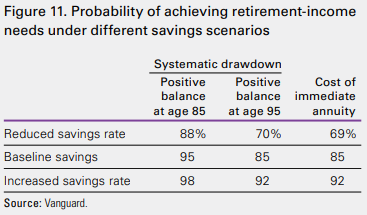 Figure 11. Probability of achieving retirement-income
needs under different savings scenarios
Systematic drawdown
Positive balance at age 85 Positive balance at age 95 Cost of immediate annuity
Reduced savings rate 88% 70% 69%
Baseline savings 95 85 85
Increased savings rate 98 92 92
Source: Vanguard.